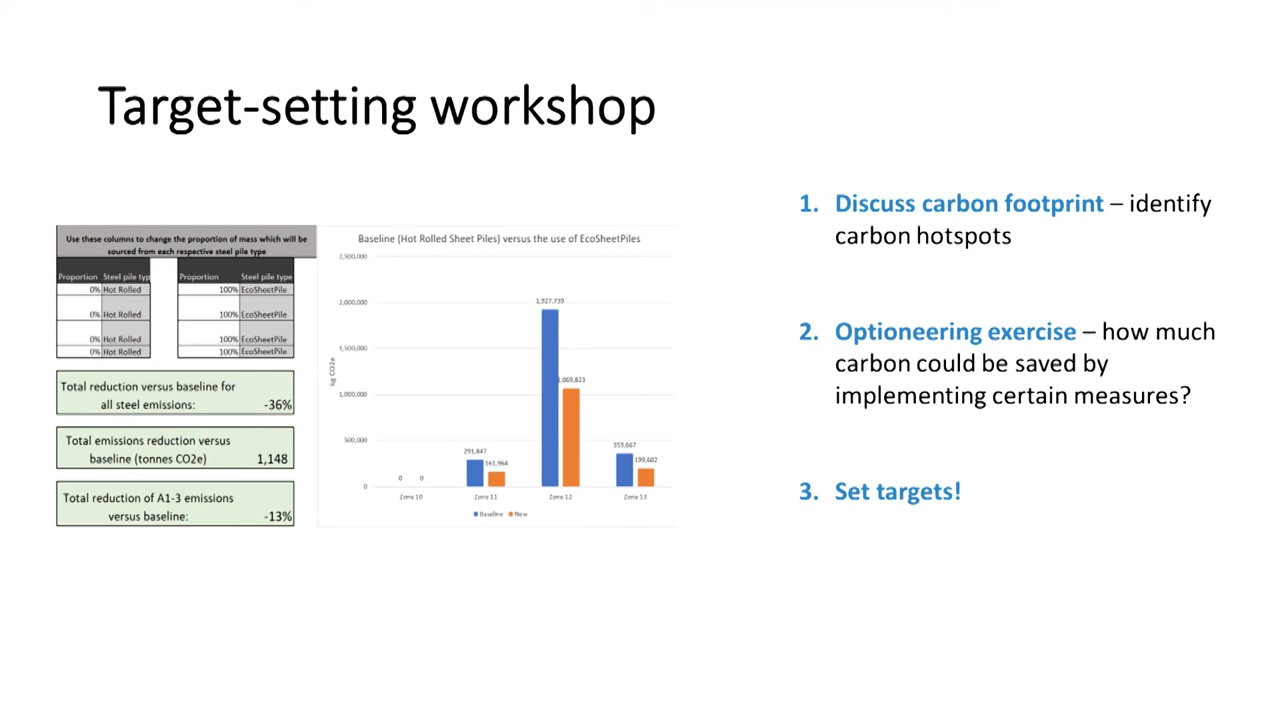 Target-setting workshop
Use these columns to change the proportion of mass which will be
sourced from each respective steel pile type
Proportion Steel pile typ
0% Hot Rolled
0% Hot Rolled
0% Hot Rolled
0% Hot Rolled
Proportion Steel pile type
100% EcoSheetPile
100% EcoSheetPile
100% EcoSheetPile
100% EcoSheetPile
Total reduction versus baseline for
all steel emissions: -36%
Total emissions reduction versus
baseline (tonnes CO2e) 1,148
Total reduction of A1-3 emissions
versus baseline: -13%
Baseline (Hot Rolled Sheet Piles) versus the use of EcoSheetPiles
kg CO2e
2,500,000
2,000,000
1,500,000
1,000,000
500,000
0
0 0
291,847
161,964
1,927,739
1,069,823
359,667
199,602
Zone 10 Zone 11 Zone 12 Zone 13
Baseline New
1. Discuss carbon footprint – identify
carbon hotspots
2. Optioneering exercise – how much
carbon could be saved by
implementing certain measures?
3. Set targets!